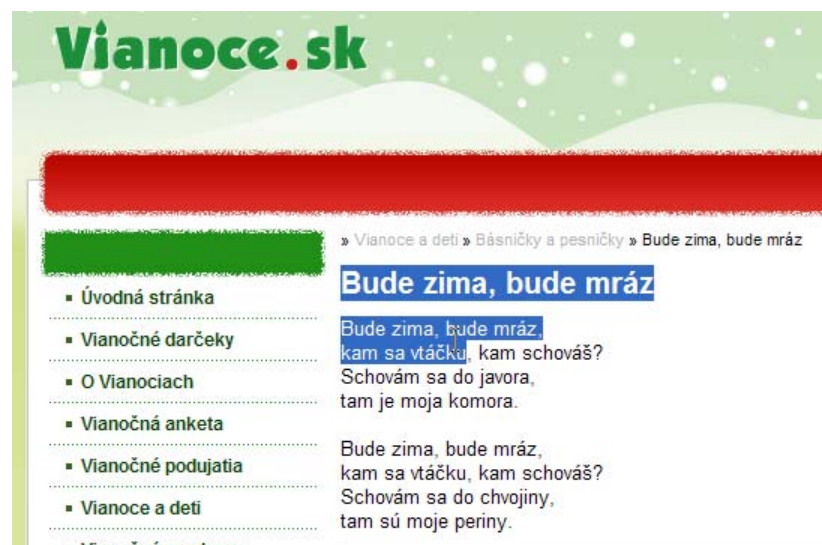 Vianoce.sk
» Vianoce a deti » Básničky a pesničky » Bude zima, bude mráz
Úvodná stránka
Vianočné darčeky
O Vianociach
Vianočná anketa
Vianočné podujatia
Vianoce a deti
Bude zima, bude mráz
Bude zima, bude mráz,
kam sa vtáčku, kam schováš?
Schovám sa do javora,
tam je moja komora.
Bude zima, bude mráz,
kam sa vtáčku, kam schováš?
Schovám sa do chvojiny,
tam sú moje periny.